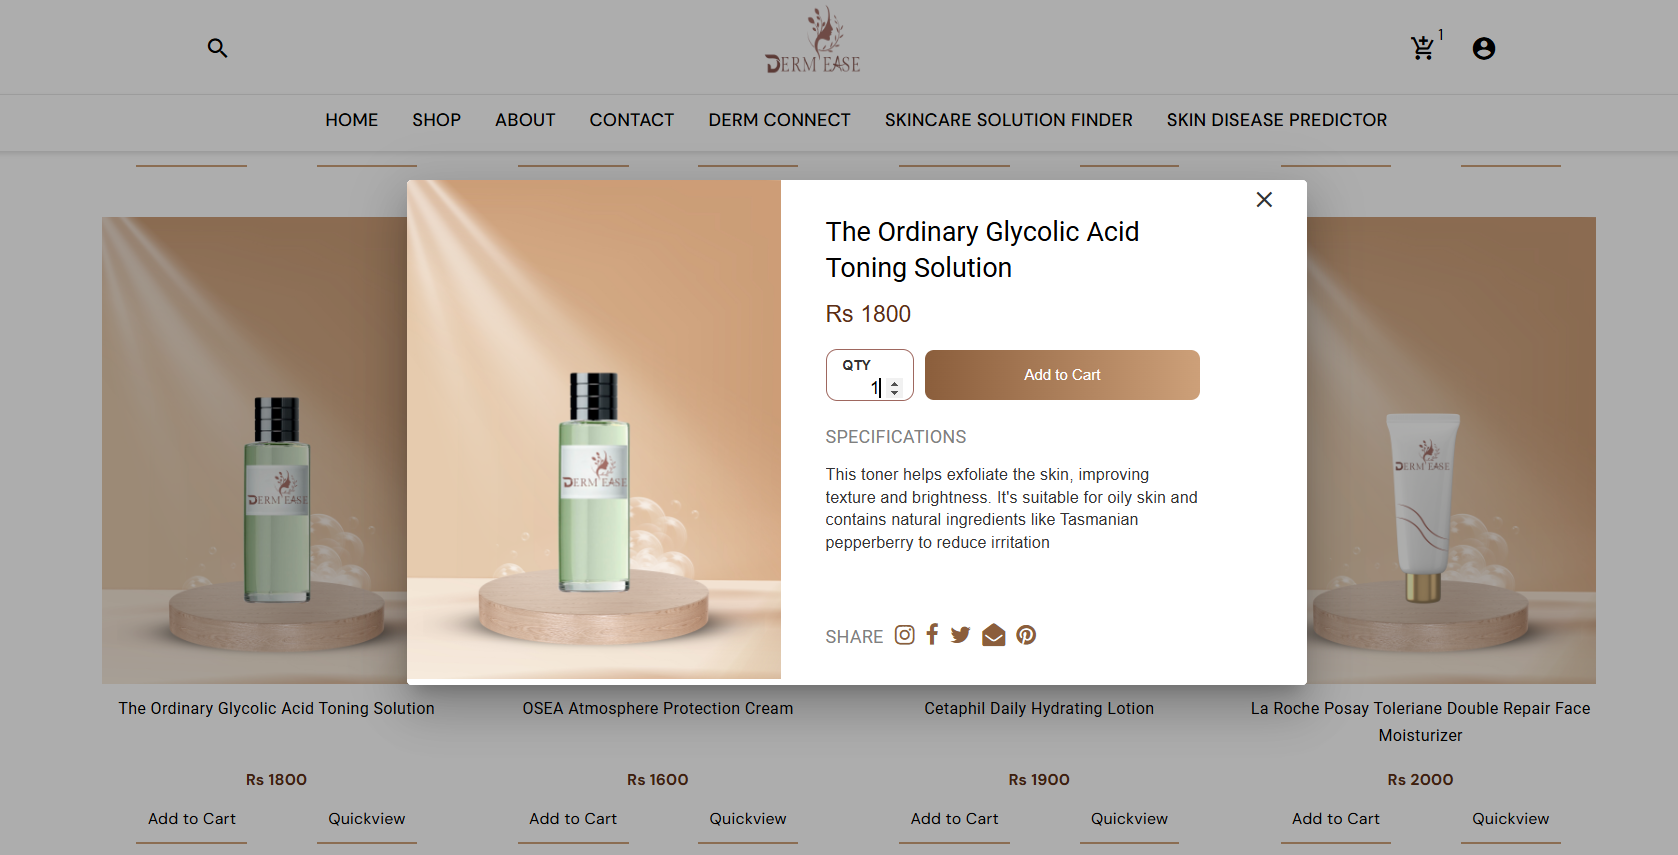 DERM EASE
1
HOME SHOP ABOUT CONTACT DERM CONNECT SKINCARE SOLUTION FINDER SKIN DISEASE PREDICTOR
The Ordinary Glycolic Acid
Toning Solution
Rs 1800
QTY
1
Add to Cart
SPECIFICATIONS
This toner helps exfoliate the skin, improving
texture and brightness. It's suitable for oily skin and
contains natural ingredients like Tasmanian
pepperberry to reduce irritation
SHARE
DERM EASE
DERM EASE
DERM EASE
The Ordinary Glycolic Acid Toning Solution
Rs 1800
Add to Cart Quickview
OSEA Atmosphere Protection Cream
Rs 1600
Add to Cart Quickview
Cetaphil Daily Hydrating Lotion
Rs 1900
Add to Cart Quickview
La Roche Posay Toleriane Double Repair Face
Moisturizer
Rs 2000
Add to Cart Quickview